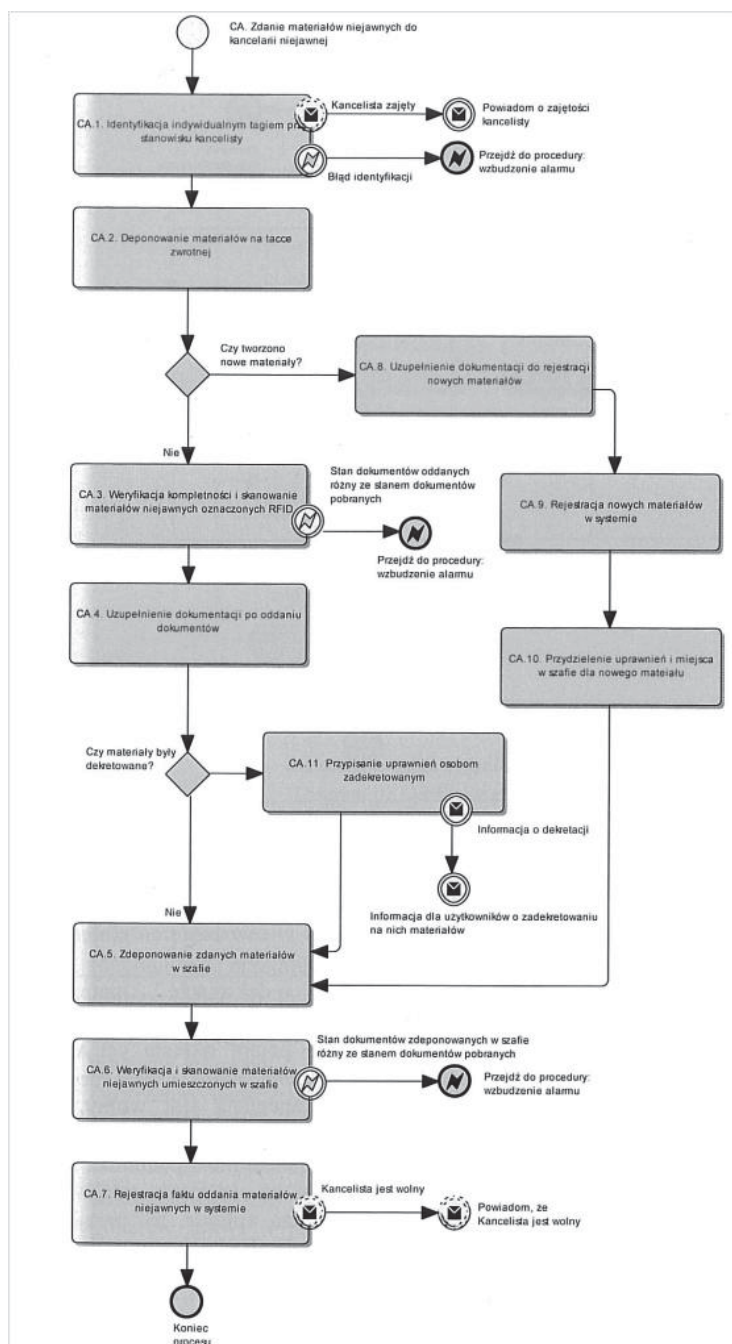 CA. Zdanie materiałów niejawnych do
kancelarii niejawnej
CA.1. Identyfikacja indywidualnym tagiem
stanowisku kancelisty
Kancelista zajęty
Powiadom o zajętości
kancelisty
Błąd identyfikacji
Przejdź do procedury:
wzbudzenie alarmu
CA.2. Deponowanie materiałów na tacce
zwrotnej
Czy tworzono
nowe materiały?
CA.8. Uzupełnienie dokumentacji do rejestracji
nowych materiałów
Nie
CA.3. Weryfikacja kompletności i skanowanie
materiałów niejawnych oznaczonych RFID
Stan dokumentów oddanych
różny ze stanem dokumentów
pobranych
Przejdź do procedury:
wzbudzenie alarmu
CA.9. Rejestracja nowych materiałów
w systemie
CA.4. Uzupełnienie dokumentacji po oddaniu
dokumentów
CA.10. Przydzielenie uprawnień i miejsca
w szafie dla nowego mateiału
Czy materiały były
dekretowane?
CA.11. Przypisanie uprawnień osobom
zadekretowanym
Informacja o dekretacji
Informacja dla użytkowników o zadekretowaniu
na nich materiałów
Nie
CA.5. Zdeponowanie zdanych materiałów
w szafie
Stan dokumentów zdeponowanych w szafie
różny ze stanem dokumentów pobranych
CA.6. Weryfikacja i skanowanie materiałów
niejawnych umieszczonych w szafie
Przejdź do procedury:
wzbudzenie alarmu
CA.7. Rejestracja faktu oddania materiałów
niejawnych w systemie
Kancelista jest wolny
Powiadom, że
Kancelista jest wolny
Koniec
procesu